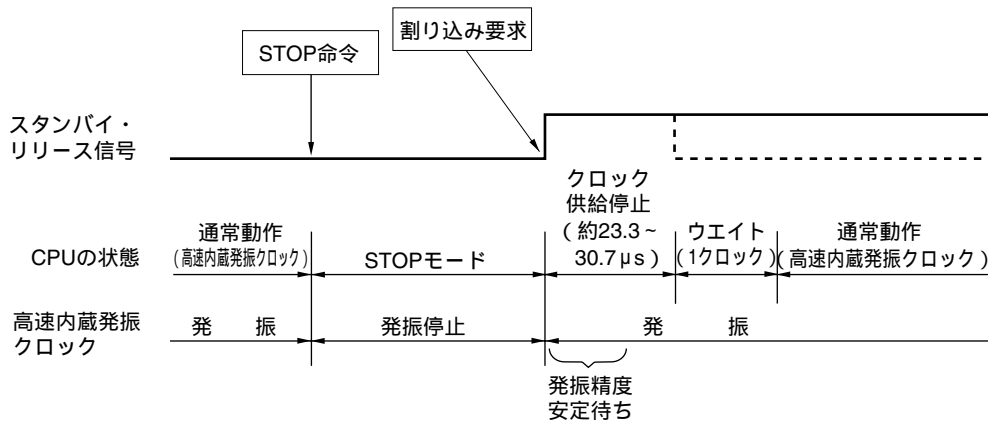 割り込み要求
STOP命令
スタンバイ・
リリース信号
クロック
供給停止
(約23.3~
30.7μs)
CPUの状態
通常動作
(高速内蔵発振クロック)
STOPモード
ウエイト
(1クロック)
通常動作
(高速内蔵発振クロック)
高速内蔵発振
クロック
発 振
発振停止
発 振
発振精度
安定待ち